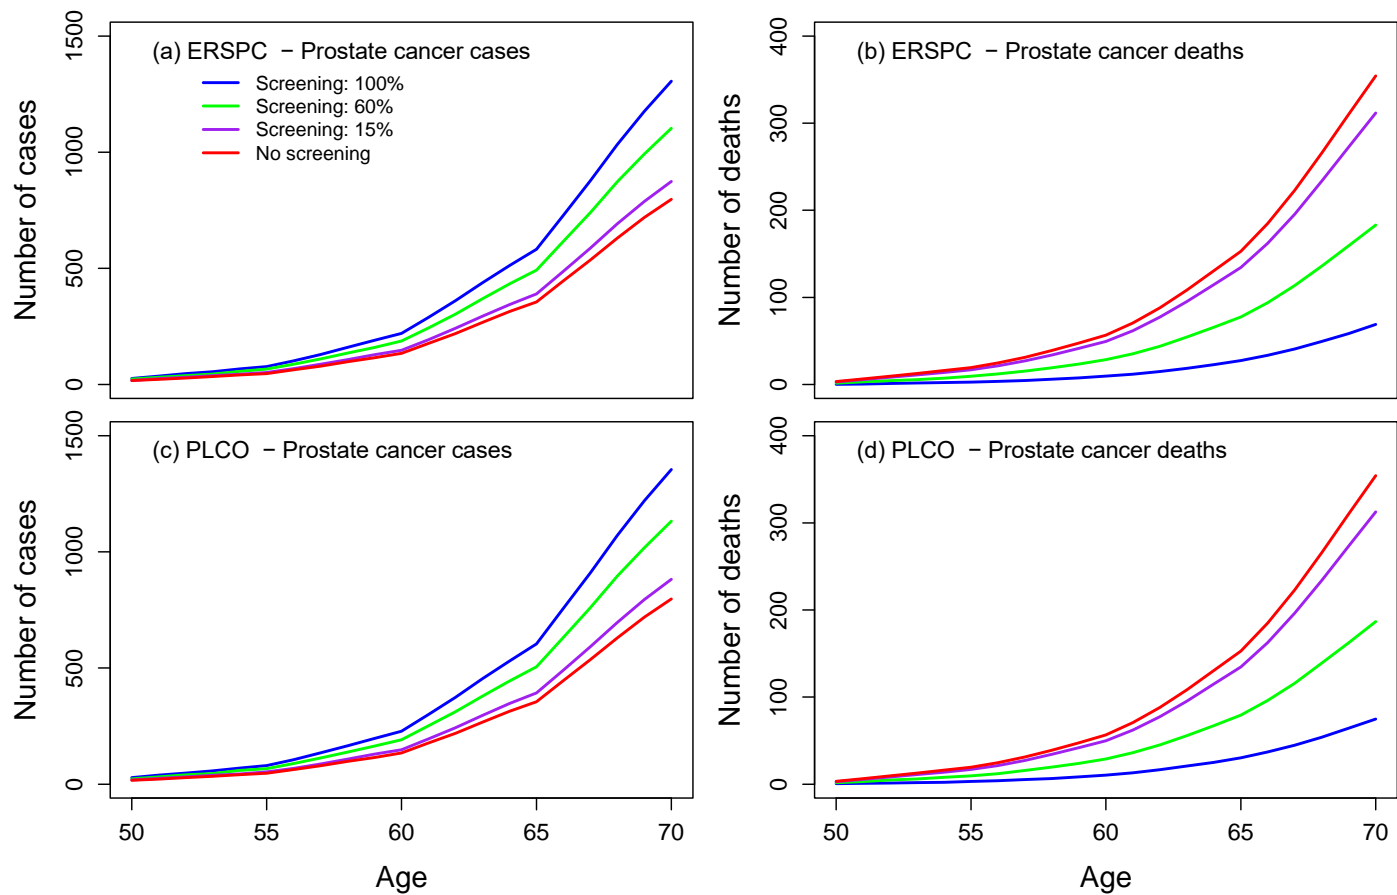 (a) ERSPC − Prostate cancer cases
Screening: 100%
Screening: 60%
Screening: 15%
No screening
Number of cases
0
500
1000
1500
(b) ERSPC − Prostate cancer deaths
Number of deaths
0
100
200
300
400
(c) PLCO − Prostate cancer cases
Number of cases
0
500
1000
1500
50 55 60 65 70
Age
(d) PLCO − Prostate cancer deaths
Number of deaths
0
100
200
300
400
50 55 60 65 70
Age